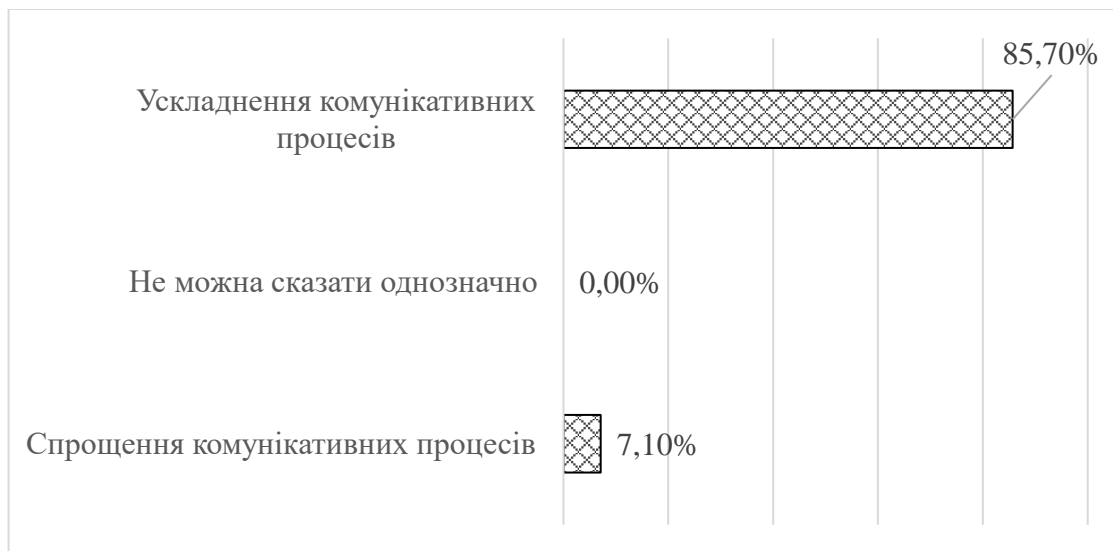 85,70%
Ускладнення комунікативних
процесів
Не можна сказати однозначно
0,00%
Спрощення комунікативних процесів
7,10%